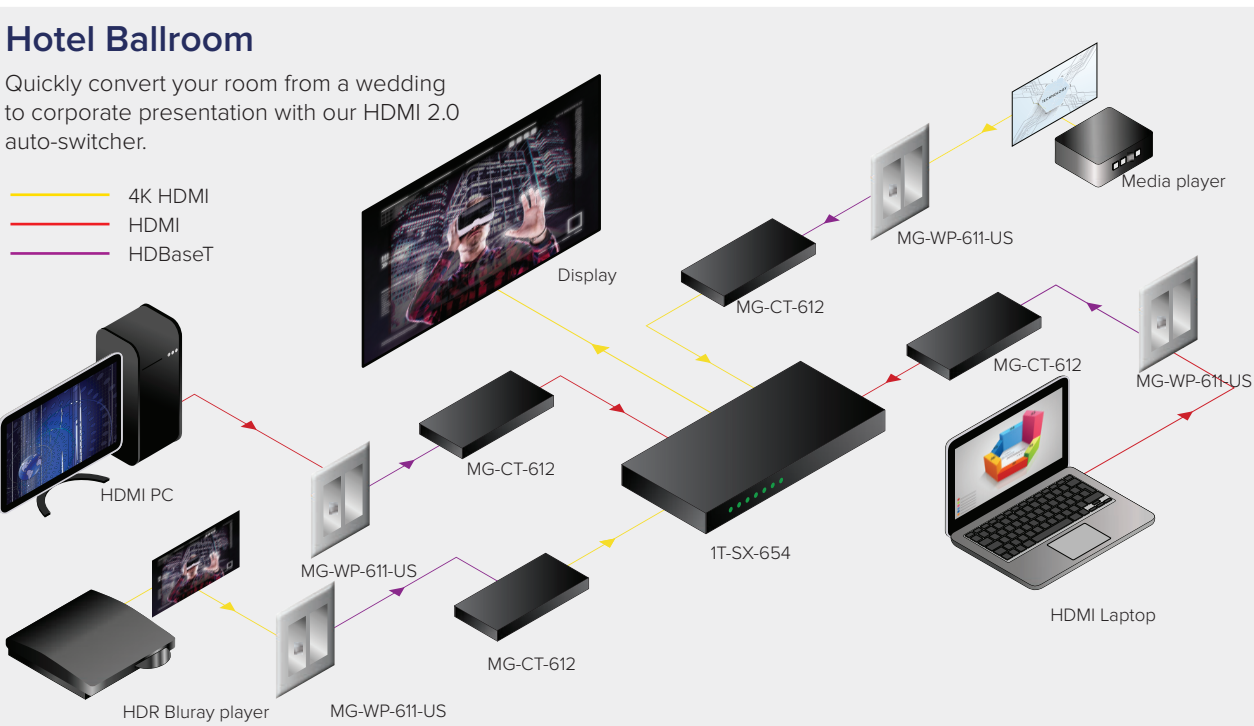 Hotel Ballroom
Quickly convert your room from a wedding
to corporate presentation with our HDMI 2.0
auto-switcher.
4K HDMI
HDMI
HDBaseT
TECHNOLOGY
Media player
MG-WP-611-US
Display
MG-CT-612
MG-CT-612
MG-WP-611-US
MG-CT-612
HDMI PC
1T-SX-654
MG-WP-611-US
HDMI Laptop
MG-CT-612
HDR Bluray player
MG-WP-611-US